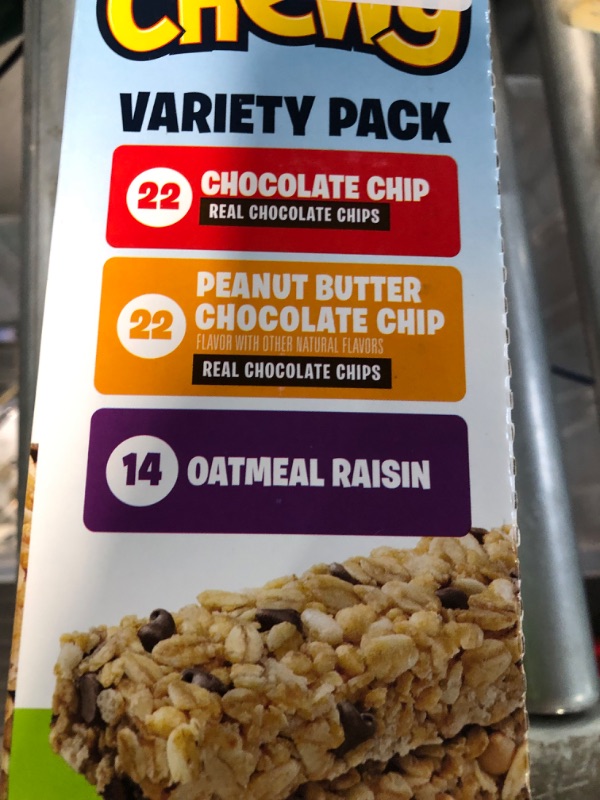 Chewy
VARIETY PACK
22
CHOCOLATE CHIP
REAL CHOCOLATE CHIPS
22
PEANUT BUTTER
CHOCOLATE CHIP
FLAVOR WITH OTHER NATURAL FLAVORS
REAL CHOCOLATE CHIPS
14 OATMEAL RAISIN